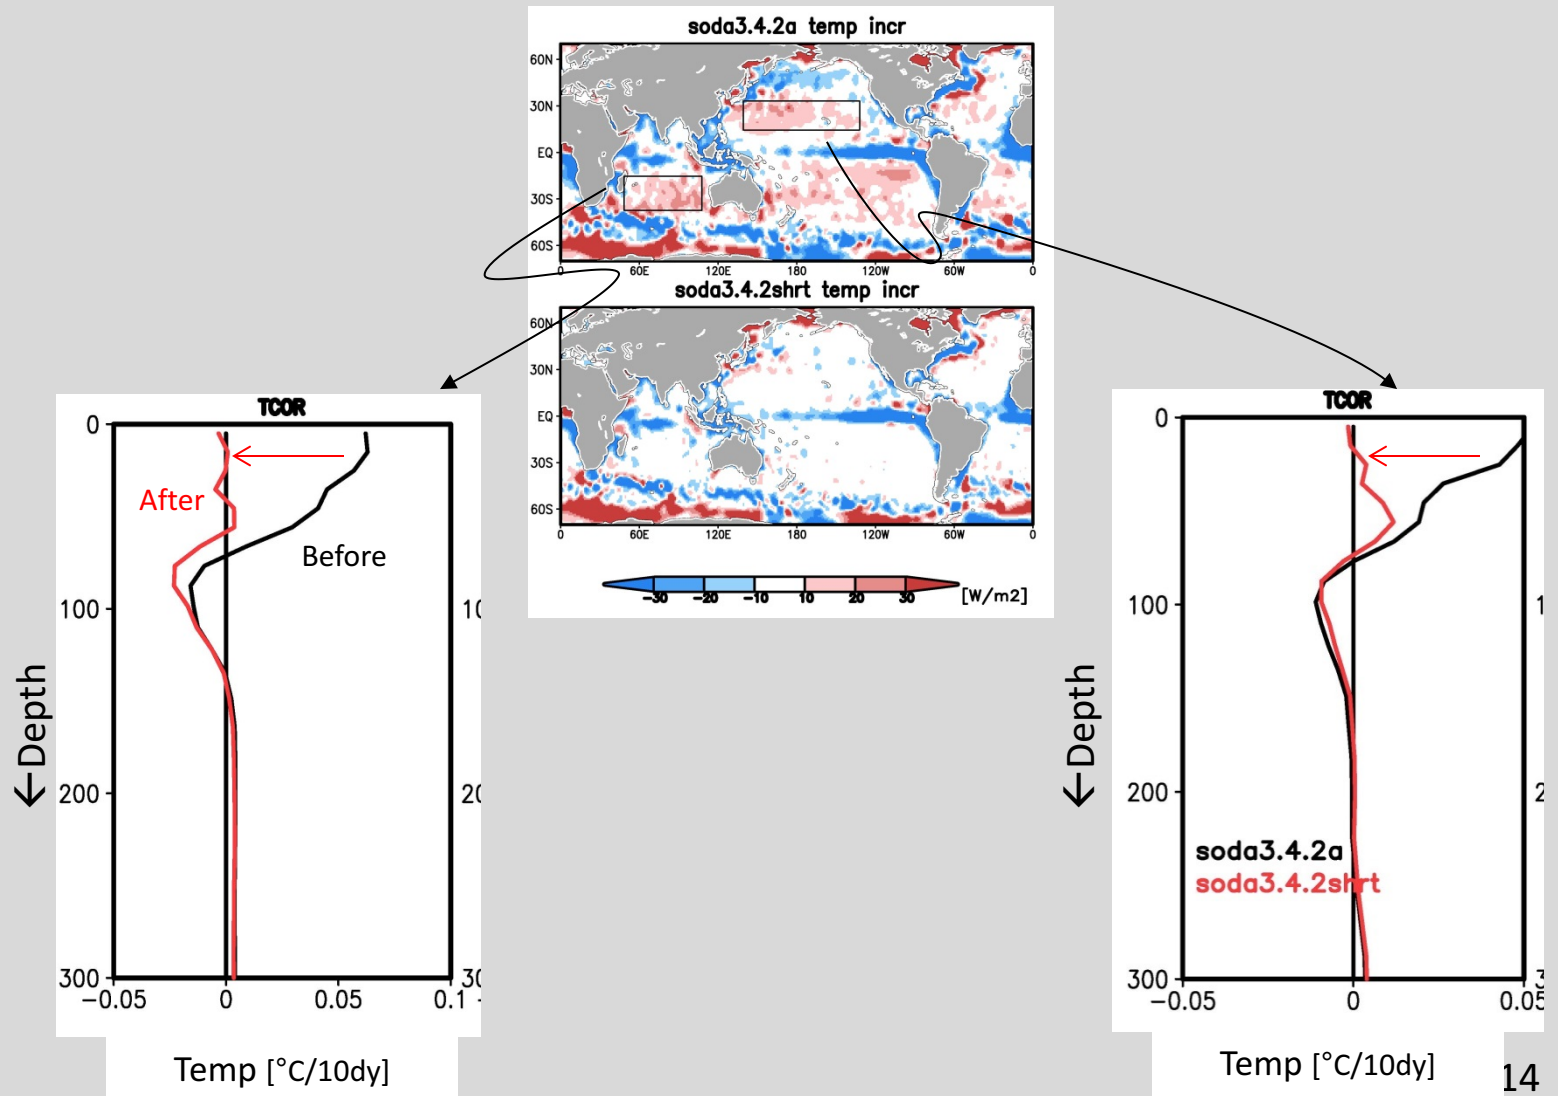 soda3.4.2a temp incr
60N
30N
EQ
30S
60S
0 60E 120E 180 120W 60W 0
soda3.4.2shrt temp incr
60N
30N
EQ
30S
60S
60E 120E 180 120W 60W 0
-30 -20 -10 10 20 30 [W/m2]
TCOR
0
After
Before
100
200
300
−0.05 0 0.05 0.1
←Depth
Temp [°C/10dy]
TCOR
0
100
200
soda3.4.2a
soda3.4.2shrt
300
−0.05 0 0.05
←Depth
Temp [°C/10dy]
14